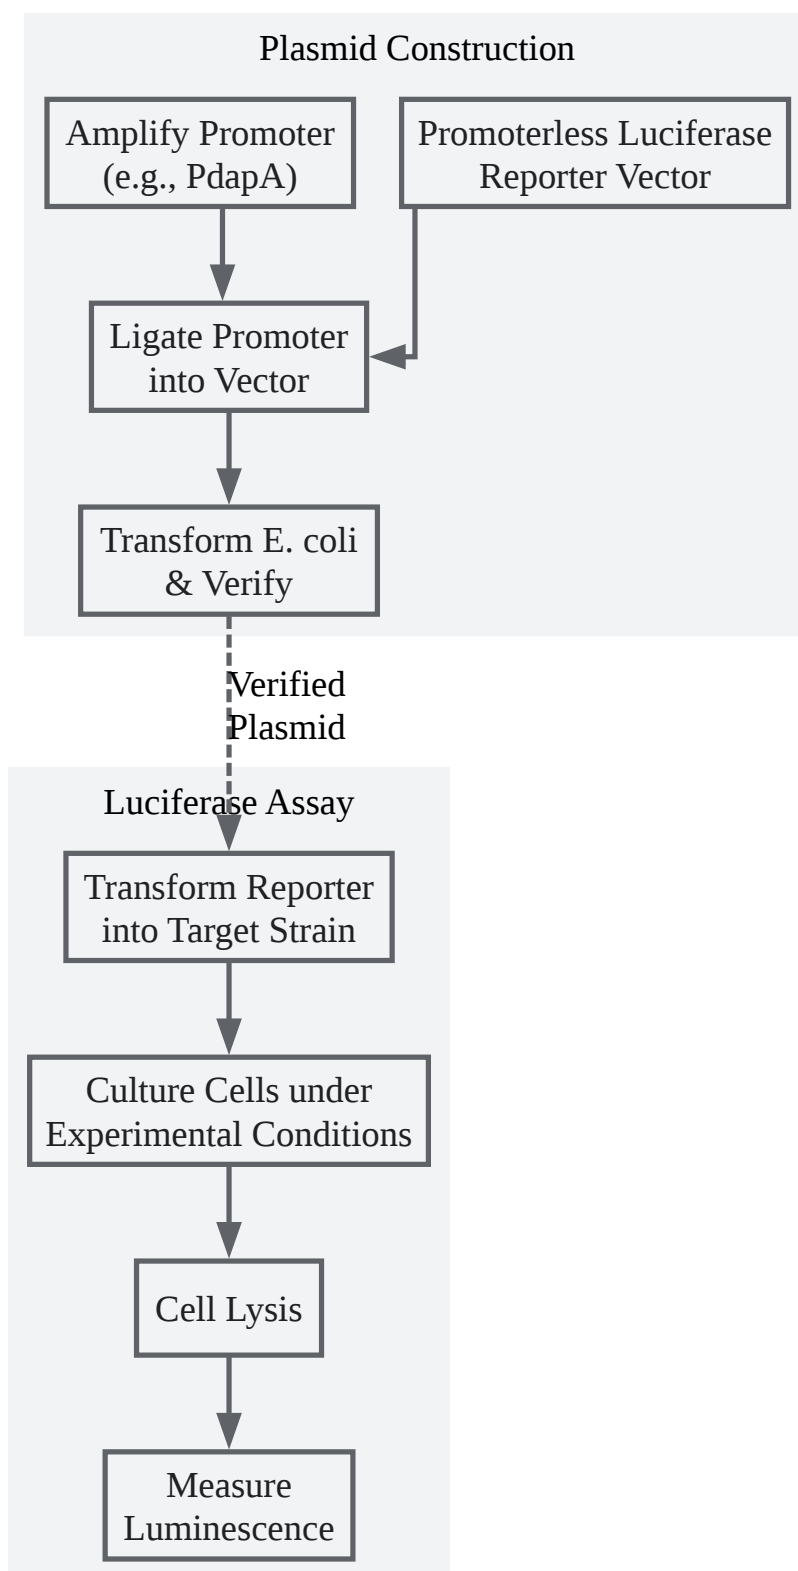 Plasmid Construction
Amplify Promoter
(e.g., PdapA)
Promoterless Luciferase
Reporter Vector
Ligate Promoter
into Vector
Transform E. coli
& Verify
Verified
Plasmid
Luciferase Assay
Transform Reporter
into Target Strain
Culture Cells under
Experimental Conditions
Cell Lysis
Measure
Luminescence